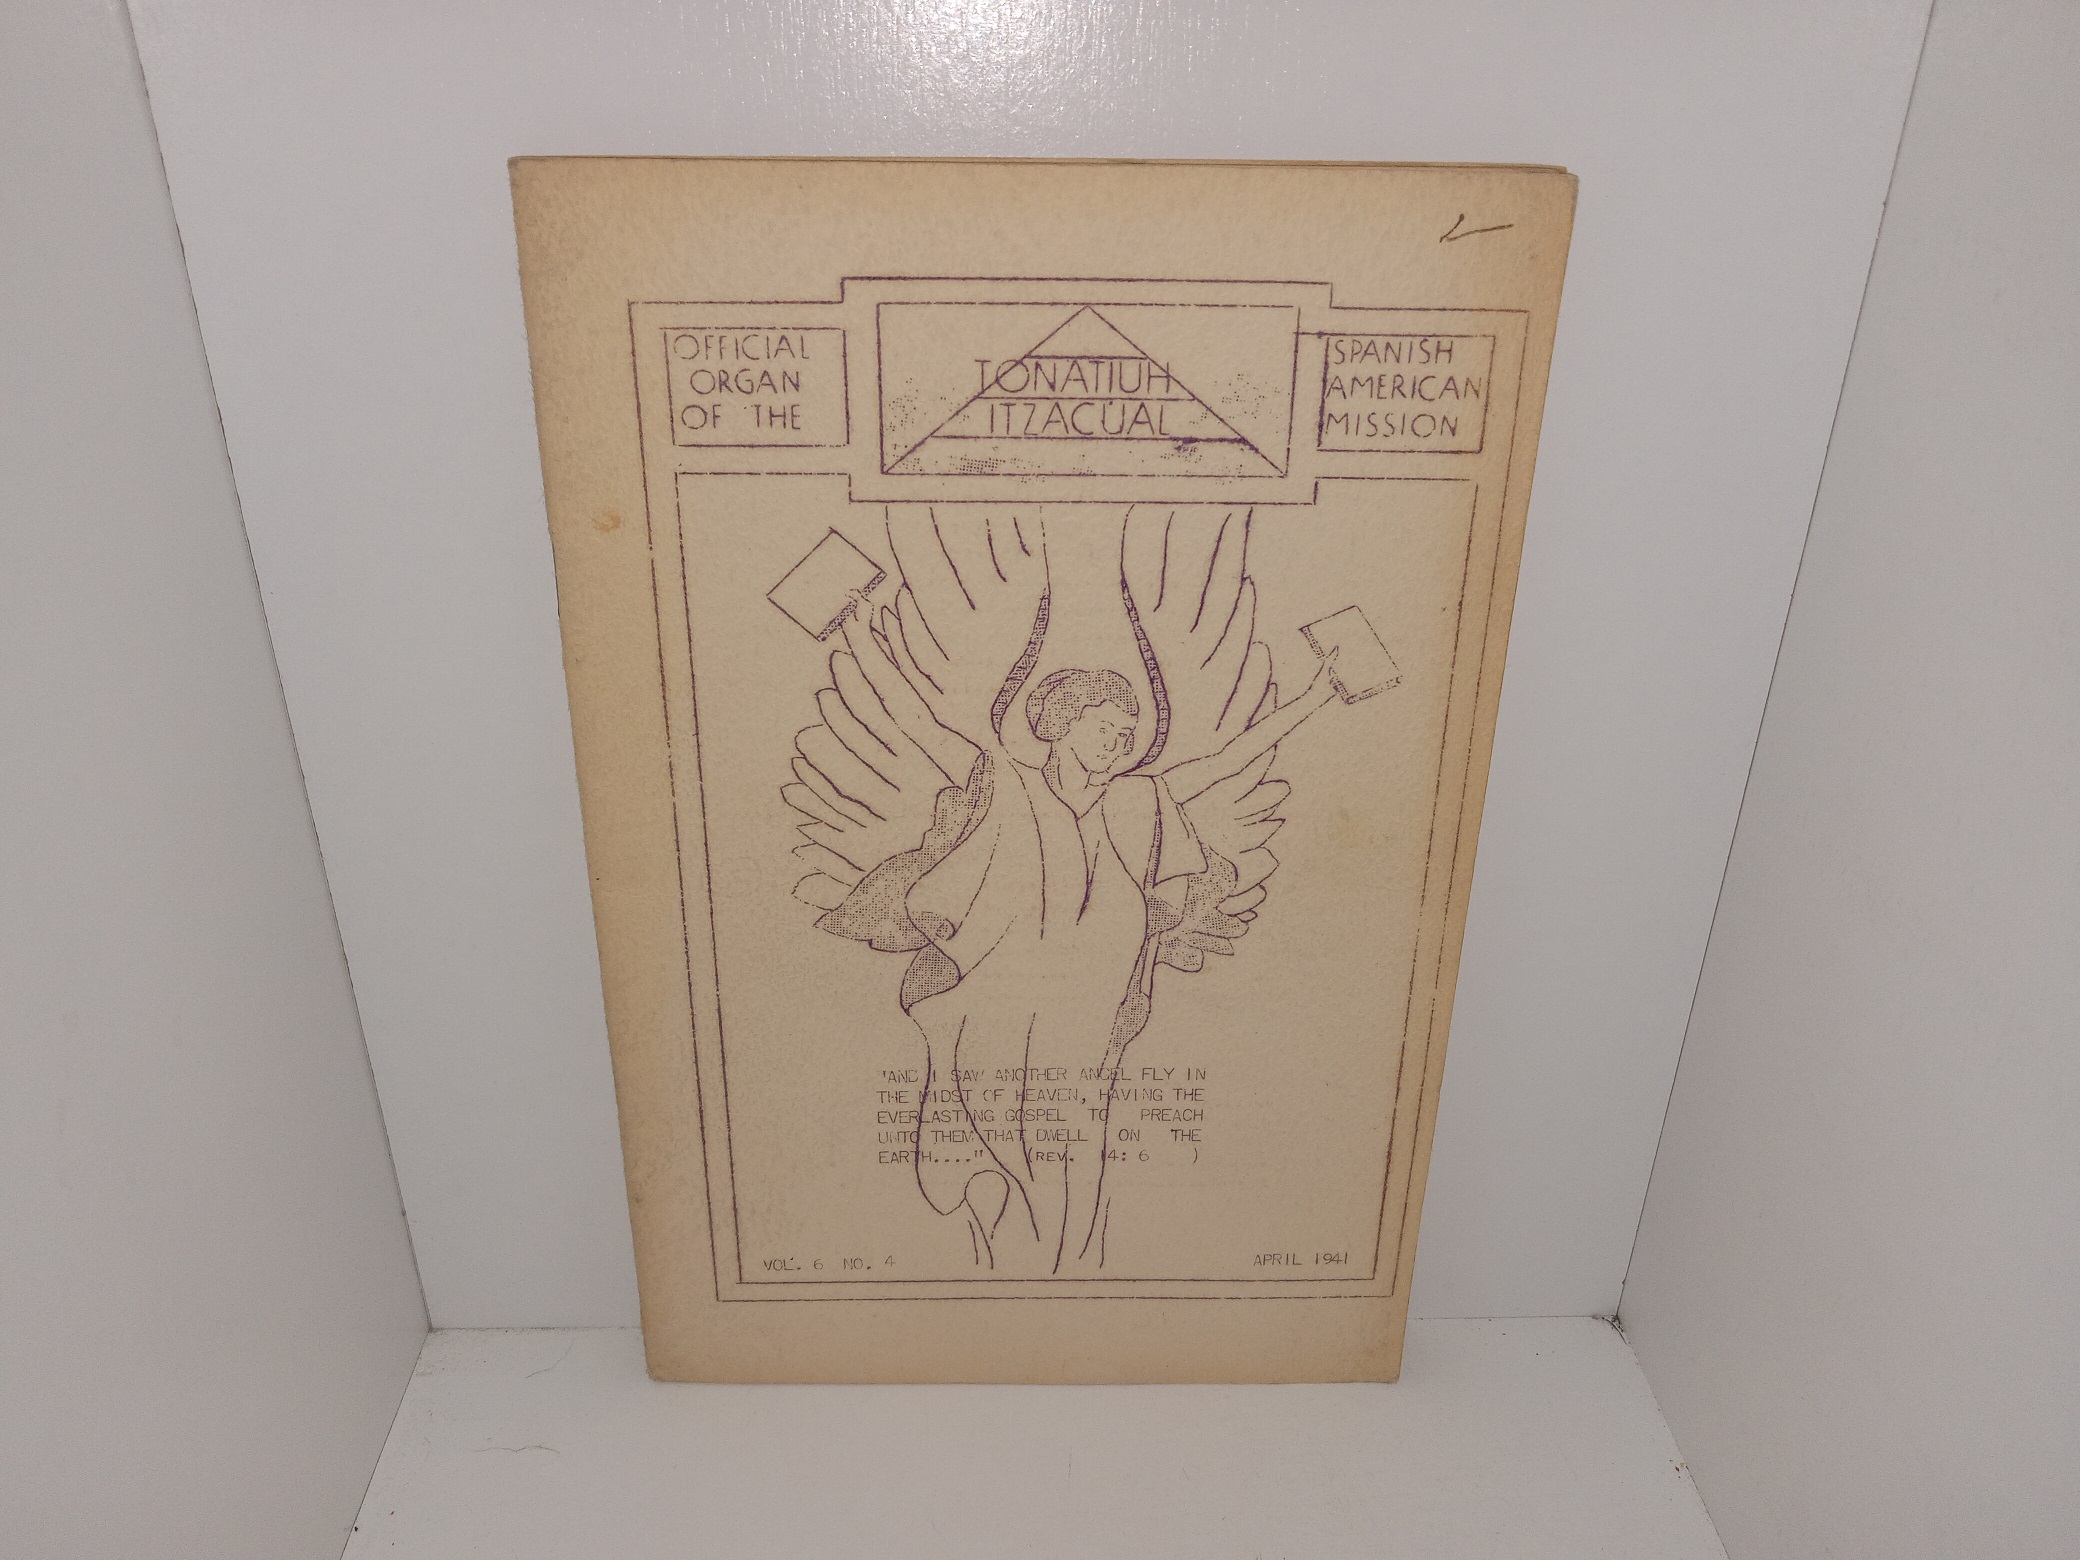 OFFICIAL
ORGAN
OF THE
TONATIUH
ITZACUAL
SPANISH
AMERICAN
MISSION
"AND I SAW ANOTHER ANGEL FLY IN
THE MIDST OF HEAVEN, HAVING THE
EVERLASTING GOSPEL TO PREACH
UNTO THEM THAT DWELL ON THE
EARTH...." (REV. 14: 6 )
VOL. 6 NO. 4
APRIL 1941